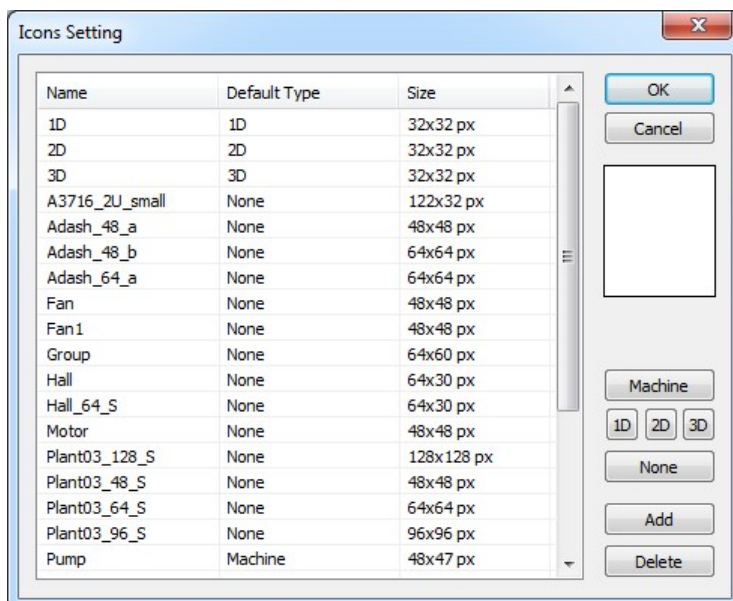 Icons Setting
Name Default Type Size
1D 1D 32x32 px
2D 2D 32x32 px
3D 3D 32x32 px
A3716_2U_small None 122x32 px
Adash_48_a None 48x48 px
Adash_48_b None 64x64 px
Adash_64_a None 64x64 px
Fan None 48x48 px
Fan1 None 48x48 px
Group None 64x60 px
Hall None 64x30 px
Hall_64_S None 64x30 px
Motor None 48x48 px
Plant03_128_S None 128x128 px
Plant03_48_S None 48x48 px
Plant03_64_S None 64x64 px
Plant03_96_S None 96x96 px
Pump Machine 48x47 px
OK
Cancel
Machine
1D 2D 3D
None
Add
Delete